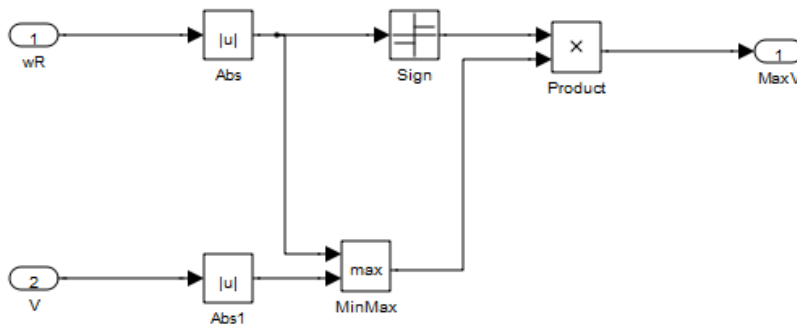 1
wR
|u|
Abs
Sign
×
Product
1
MaxV
2
V
|u|
Abs1
max
MinMax